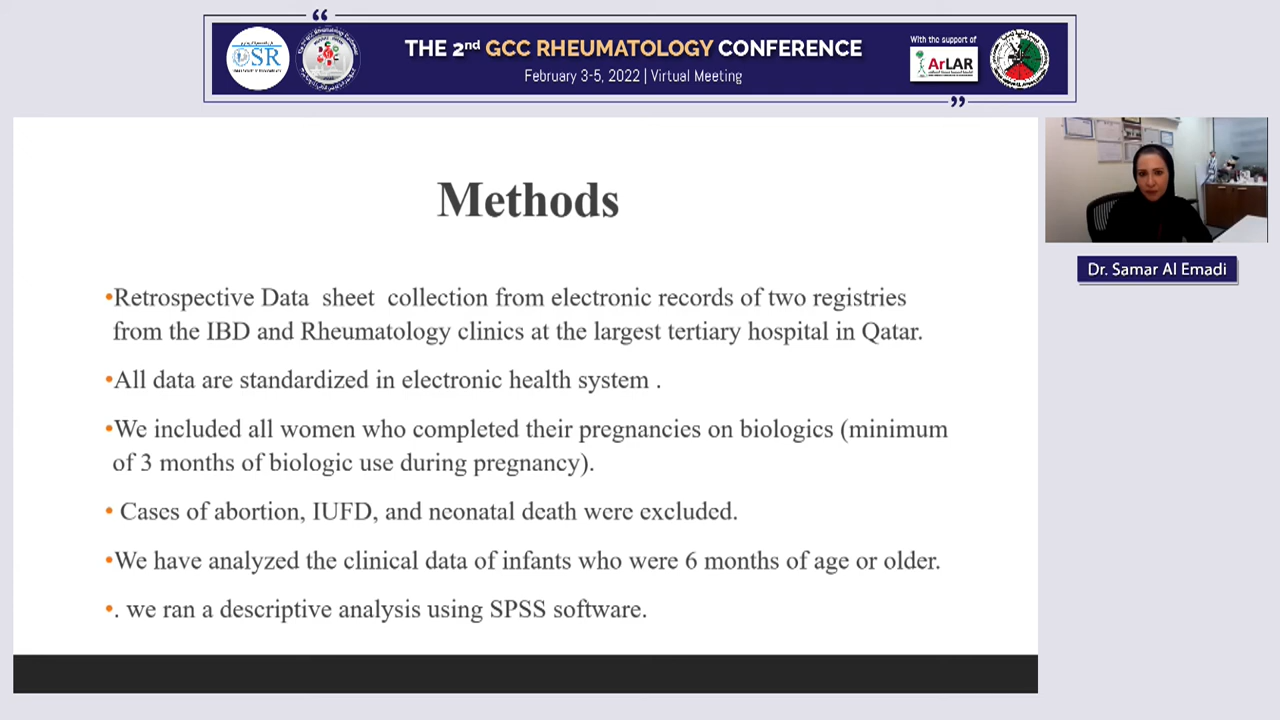 “
OSR
THE 2nd GCC RHEUMATOLOGY CONFERENCE
February 3-5, 2022 | Virtual Meeting
With the support of
ArLAR
”
Methods
Dr. Samar Al Emadi
•Retrospective Data sheet collection from electronic records of two registries
from the IBD and Rheumatology clinics at the largest tertiary hospital in Qatar.
•All data are standardized in electronic health system .
•We included all women who completed their pregnancies on biologics (minimum
of 3 months of biologic use during pregnancy).
• Cases of abortion, IUFD, and neonatal death were excluded.
•We have analyzed the clinical data of infants who were 6 months of age or older.
•. we ran a descriptive analysis using SPSS software.